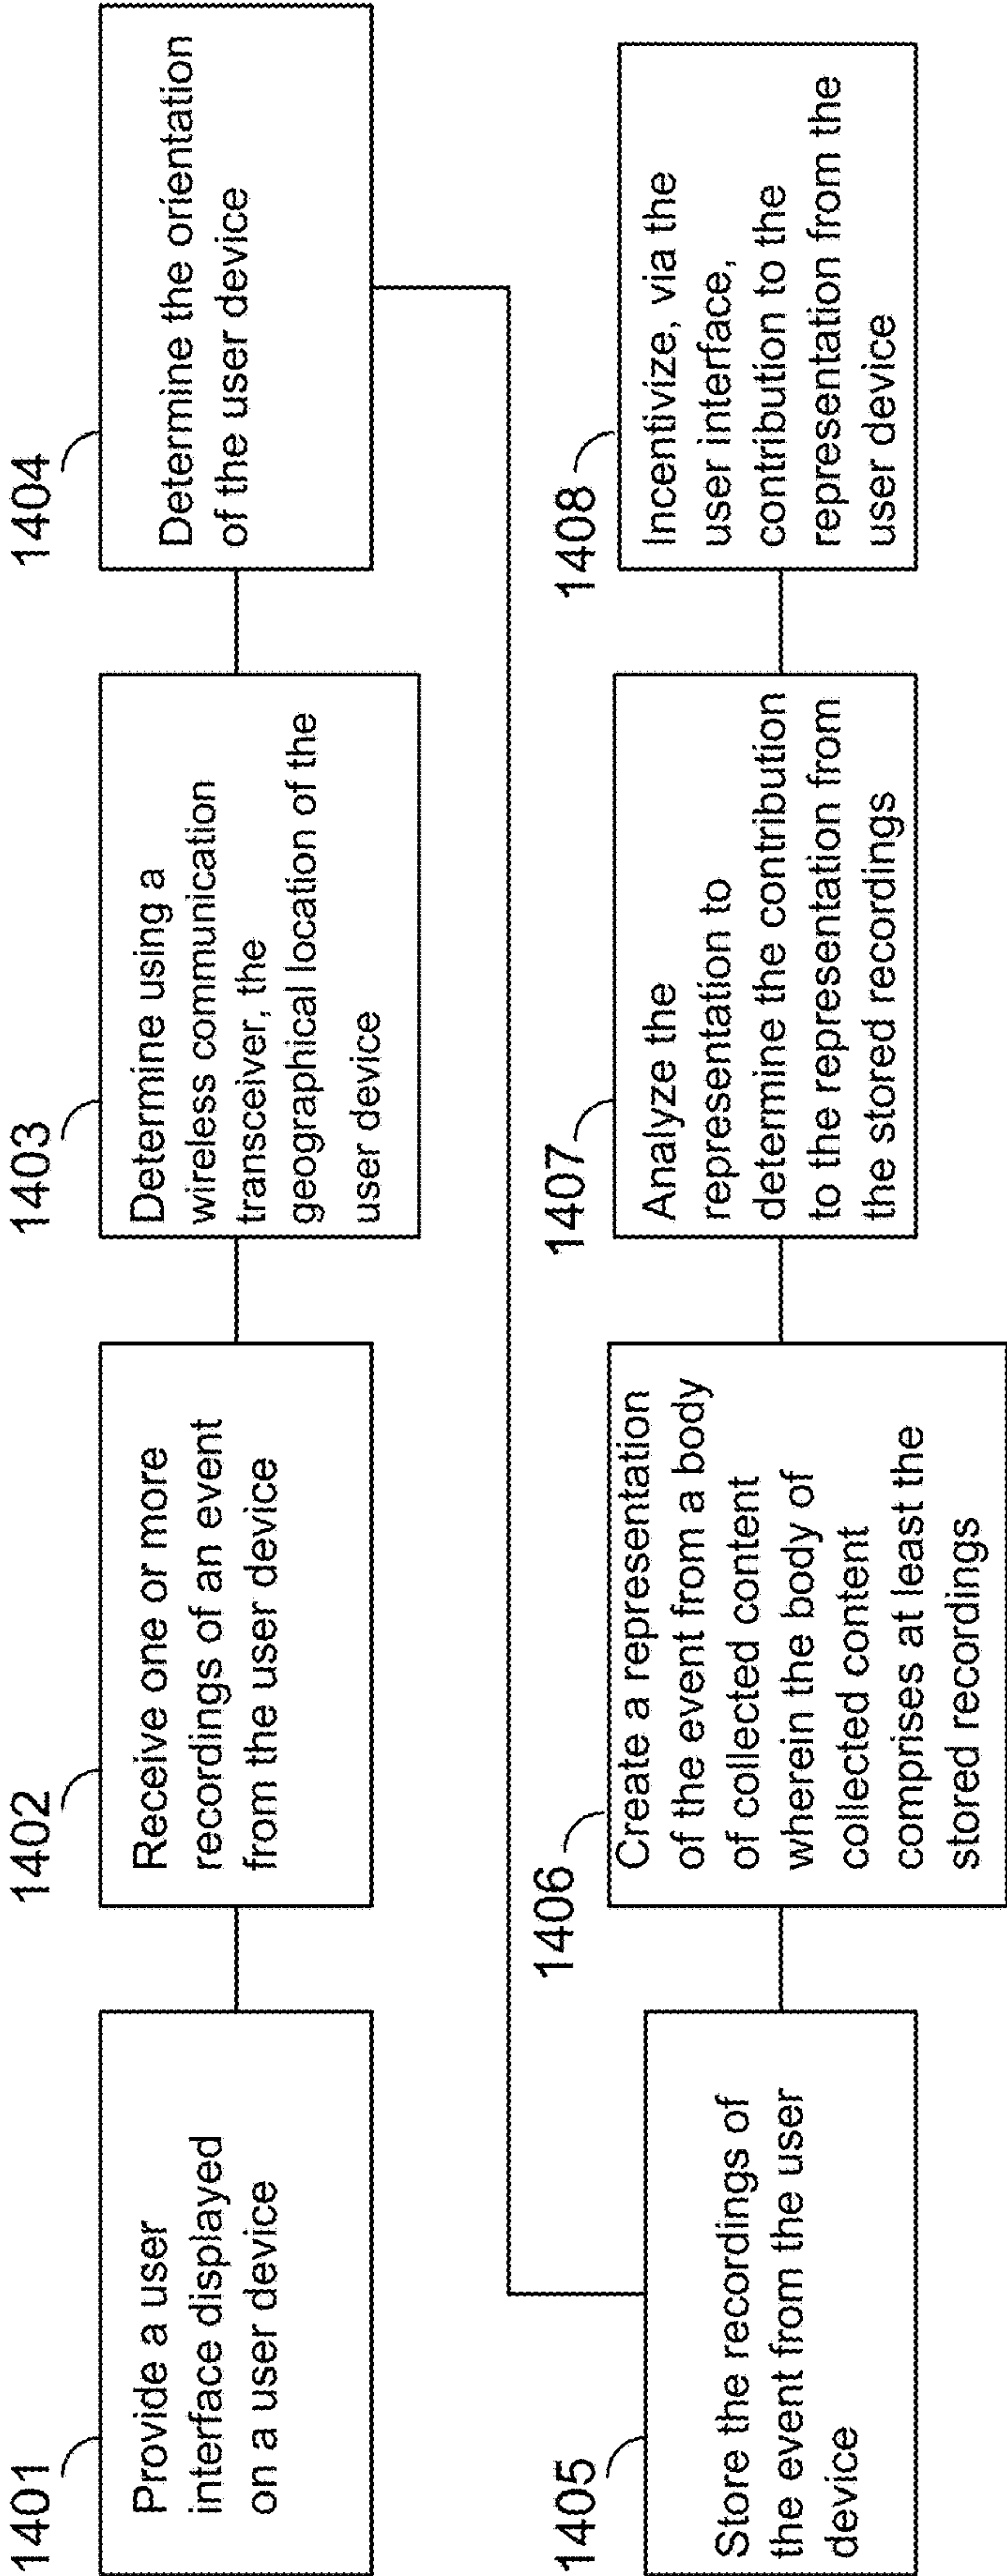 1401
Provide a user
interface displayed
on a user device
1402
Receive one or more
recordings of an event
from the user device
1403
Determine using a
wireless communication
transceiver, the
geographical location of the
user device
1404
Determine the orientation
of the user device
1405
Store the recordings of
the event from the user
device
1406
Create a representation
of the event from a body
of collected content
wherein the body of
collected content
comprises at least the
stored recordings
1407
Analyze the
representation to
determine the contribution
to the representation from
the stored recordings
1408
Incentivize, via the
user interface,
contribution to the
representation from the
user device